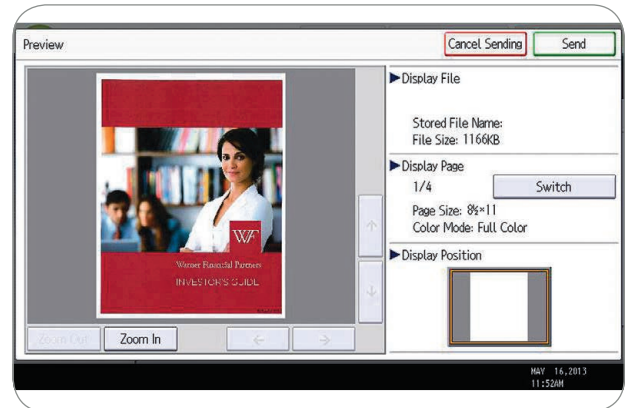 Preview
Cancel Sending
Send
Display File
Stored File Name:
File Size: 1166KB
Display Page
1/4
Switch
Page Size: 8½×11
Color Mode: Full Color
Display Position
WF
Warner Financial Partners
INVESTOR'S GUIDE
Zoom Out
Zoom In
MAY 16,2013
11:52AM